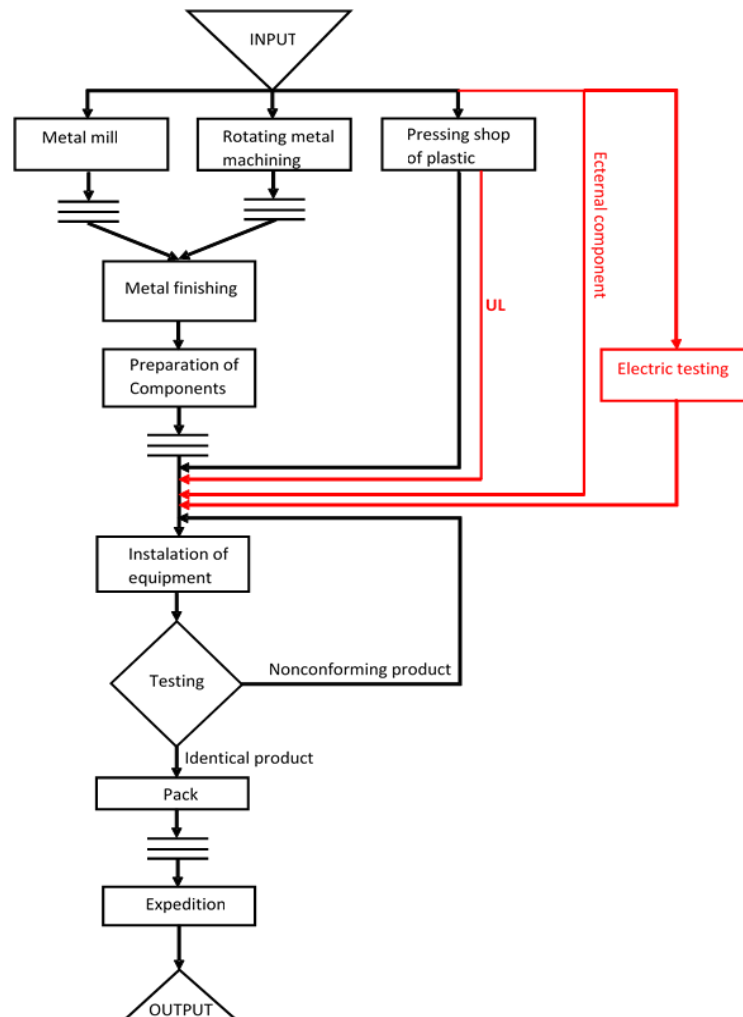 INPUT
Metal mill
Rotating metal
machining
Pressing shop
of plastic
Ecternal component
UL
Metal finishing
Preparation of
Components
Electric testing
Instalation of
equipment
Testing
Nonconforming product
Identical product
Pack
Expedition
OUTPUT